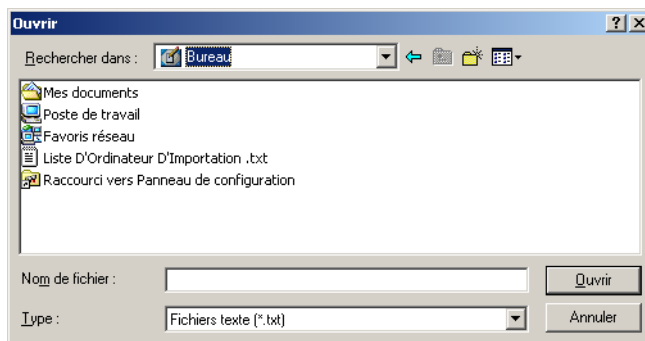 Ouvrir
Rechercher dans : Bureau
Mes documents
Poste de travail
Favoris réseau
Liste D'Ordinateur D'Importation .txt
Raccourci vers Panneau de configuration
Nom de fichier : Ouvrir
Type : Fichiers texte (*.txt) Annuler